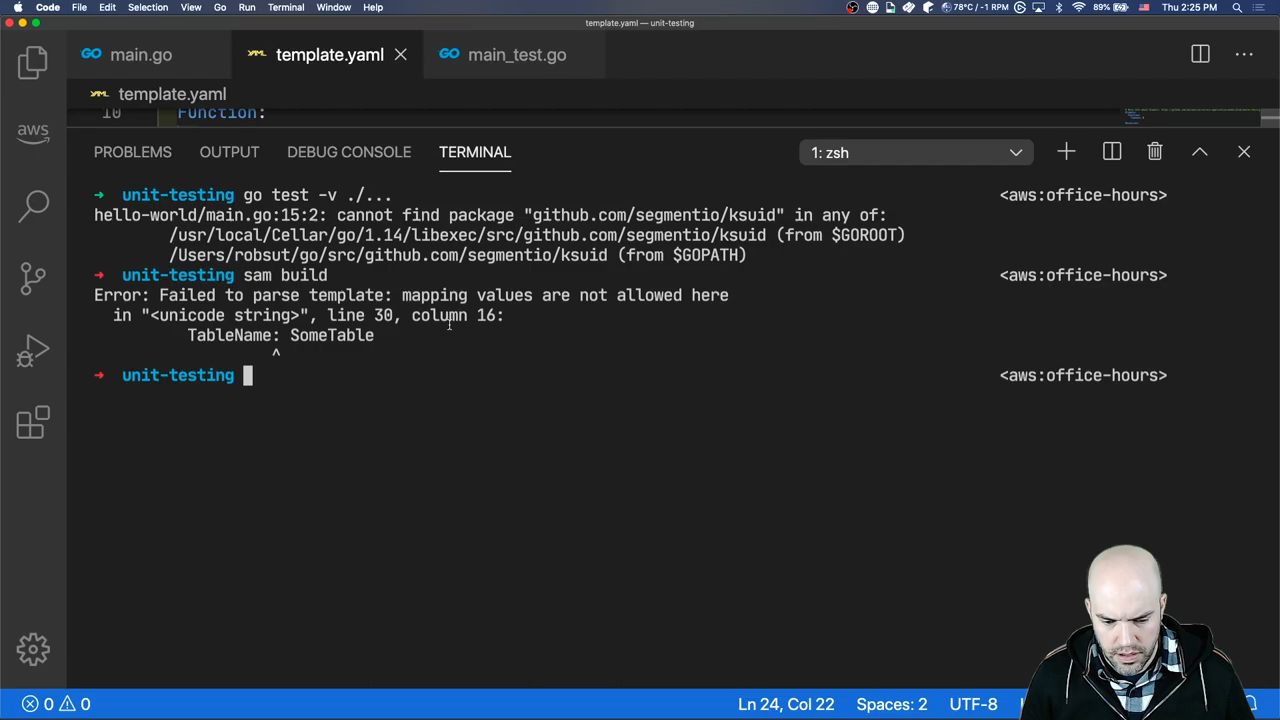 Code File Edit Selection View Go Run Terminal Window Help 78°C / -1 RPM 89% Thu 2:25 PM
template.yaml — unit-testing
GO main.go YAML template.yaml GO main_test.go
YAML template.yaml
10 Function:
aws
PROBLEMS OUTPUT DEBUG CONSOLE TERMINAL 1: zsh
→ unit-testing go test -v ./... <aws:office-hours>
hello-world/main.go:15:2: cannot find package "github.com/segmentio/ksuid" in any of:
/usr/local/Cellar/go/1.14/libexec/src/github.com/segmentio/ksuid (from $GOROOT)
/Users/robsut/go/src/github.com/segmentio/ksuid (from $GOPATH)
→ unit-testing sam build <aws:office-hours>
Error: Failed to parse template: mapping values are not allowed here
in "<unicode string>", line 30, column 16:
TableName: SomeTable
^
→ unit-testing <aws:office-hours>
0 0 Ln 24, Col 22 Spaces: 2 UTF-8